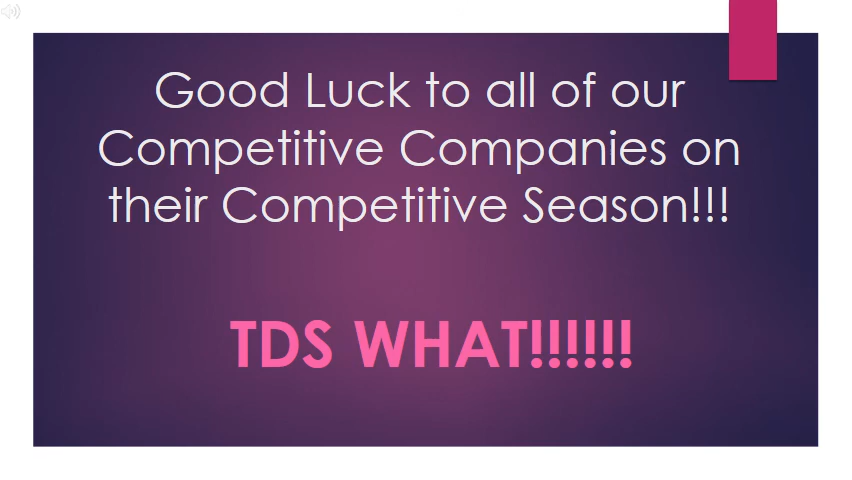 Good Luck to all of our
Competitive Companies on
their Competitive Season!!!
TDS WHAT!!!!!!